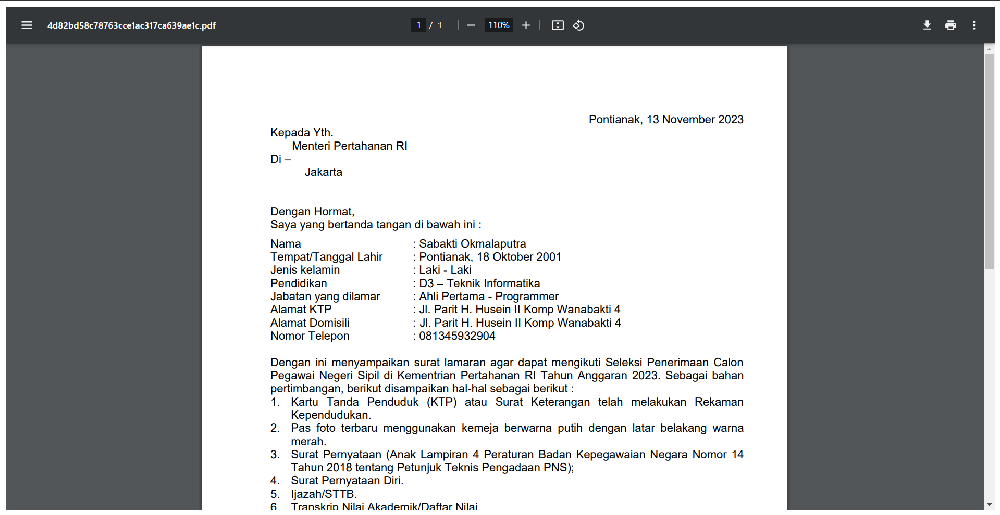 4d82bd58c78763cce1ac317ca639ae1c.pdf
1 / 1
110%
Pontianak, 13 November 2023
Kepada Yth.
Menteri Pertahanan RI
Di –
Jakarta
Dengan Hormat,
Saya yang bertanda tangan di bawah ini :
Nama : Sabakti Okmalaputra
Tempat/Tanggal Lahir : Pontianak, 18 Oktober 2001
Jenis kelamin : Laki - Laki
Pendidikan : D3 – Teknik Informatika
Jabatan yang dilamar : Ahli Pertama - Programmer
Alamat KTP : Jl. Parit H. Husein II Komp Wanabakti 4
Alamat Domisili : Jl. Parit H. Husein II Komp Wanabakti 4
Nomor Telepon : 081345932904
Dengan ini menyampaikan surat lamaran agar dapat mengikuti Seleksi Penerimaan Calon
Pegawai Negeri Sipil di Kementrian Pertahanan RI Tahun Anggaran 2023. Sebagai bahan
pertimbangan, berikut disampaikan hal-hal sebagai berikut :
1. Kartu Tanda Penduduk (KTP) atau Surat Keterangan telah melakukan Rekaman
Kependudukan.
2. Pas foto terbaru menggunakan kemeja berwarna putih dengan latar belakang warna
merah.
3. Surat Pernyataan (Anak Lampiran 4 Peraturan Badan Kepegawaian Negara Nomor 14
Tahun 2018 tentang Petunjuk Teknis Pengadaan PNS);
4. Surat Pernyataan Diri.
5. Ijazah/STTB.
6. Transkrip Nilai Akademik/Daftar Nilai